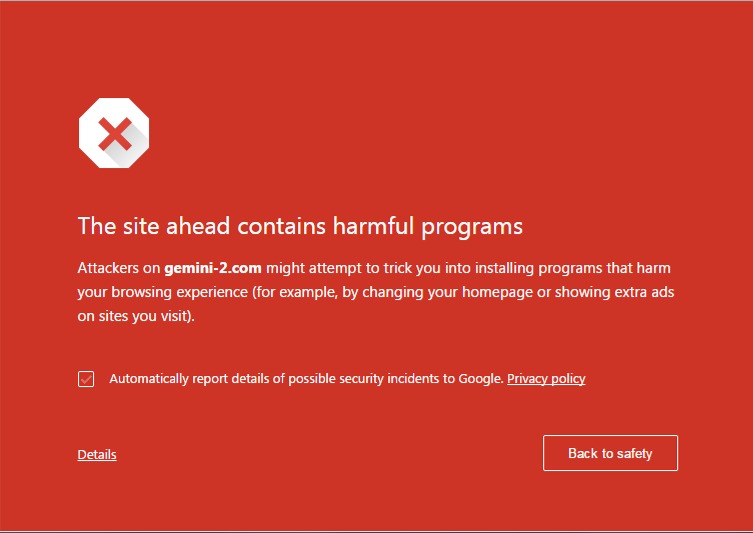 The site ahead contains harmful programs
Attackers on gemini-2.com might attempt to trick you into installing programs that harm
your browsing experience (for example, by changing your homepage or showing extra ads
on sites you visit).
Automatically report details of possible security incidents to Google. Privacy policy
Details
Back to safety